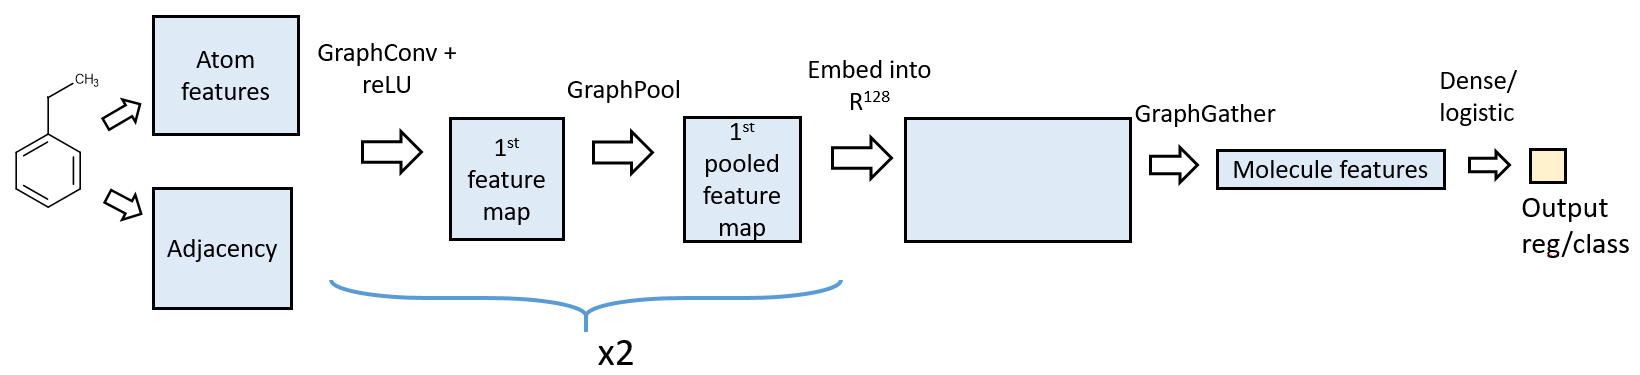 CH3
Atom
features
Adjacency
GraphConv +
reLU
1st
feature
map
GraphPool
1st
pooled
feature
map
Embed into
R128
GraphGather
Molecule features
Dense/
logistic
Output
reg/class
x2